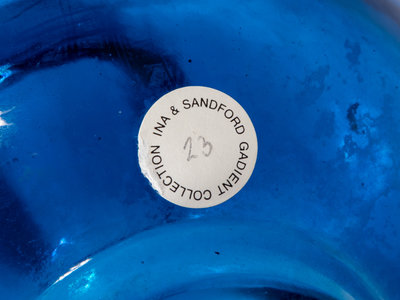 INA & SANDFORD GADIENT COLLECTION
23